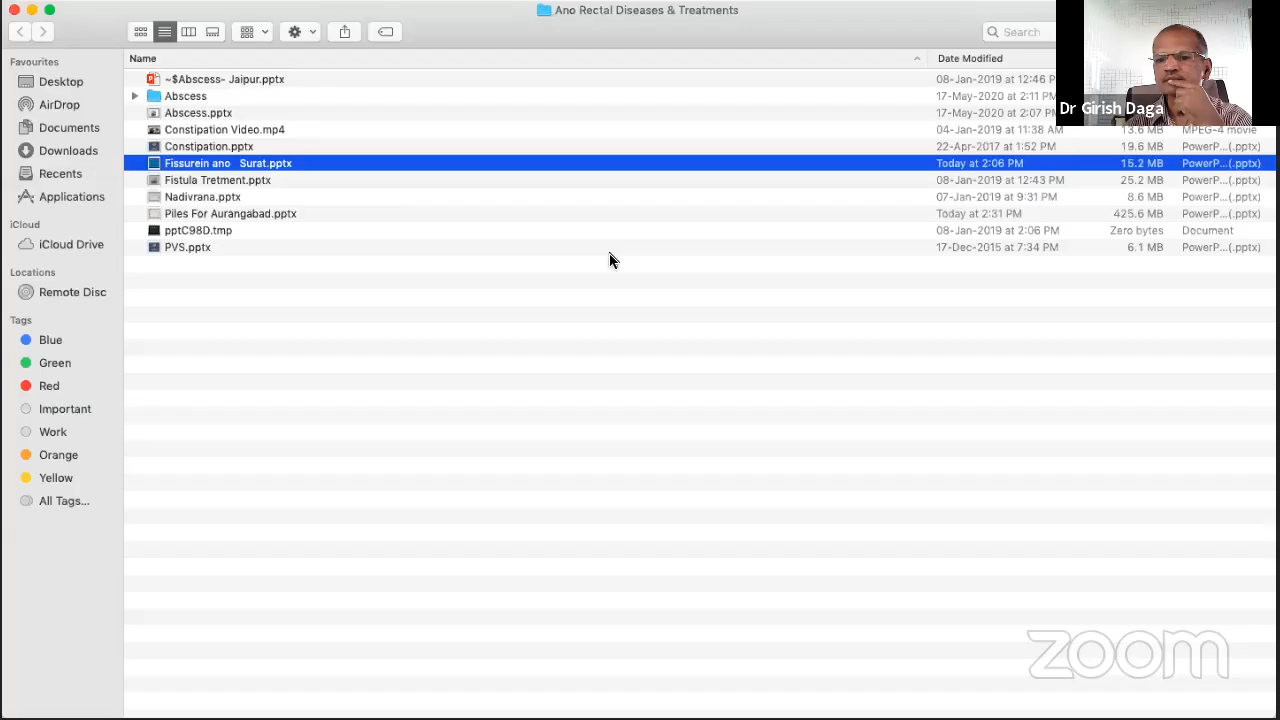 Ano Rectal Diseases & Treatments
Search
Favourites
Desktop
AirDrop
Documents
Downloads
Recents
Applications
iCloud
iCloud Drive
Locations
Remote Disc
Tags
Blue
Green
Red
Important
Work
Orange
Yellow
All Tags...
Name Date Modified
~$Abscess- Jaipur.pptx 08-Jan-2019 at 12:46 P
Abscess 17-May-2020 at 2:11 PM
Abscess.pptx 17-May-2020 at 2:07 PM
Constipation Video.mp4 04-Jan-2019 at 11:38 AM 13.6 MB MPEG-4 movie
Constipation.pptx 22-Apr-2017 at 1:52 PM 19.6 MB PowerP...(.pptx)
Fissurein ano Surat.pptx Today at 2:06 PM 15.2 MB PowerP...(.pptx)
Fistula Tretment.pptx 08-Jan-2019 at 12:43 PM 25.2 MB PowerP...(.pptx)
Nadivrana.pptx 07-Jan-2019 at 9:31 PM 8.6 MB PowerP...(.pptx)
Piles For Aurangabad.pptx Today at 2:31 PM 425.6 MB PowerP...(.pptx)
pptC98D.tmp 08-Jan-2019 at 2:06 PM Zero bytes Document
PVS.pptx 17-Dec-2015 at 7:34 PM 6.1 MB PowerP...(.pptx)
Dr Girish Daga
zoom